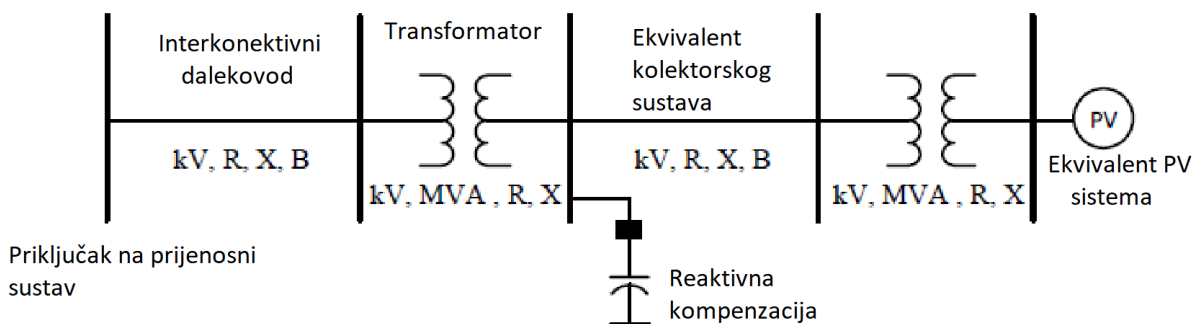 Interkonektivni
dalekovod
kV, R, X, B
Transformator
kV, MVA , R, X
Ekvivalent
kolektorskog
sustava
kV, R, X, B
kV, MVA , R, X
PV
Ekvivalent PV
sistema
Priključak na prijenosni
sustav
Reaktivna
kompenzacija